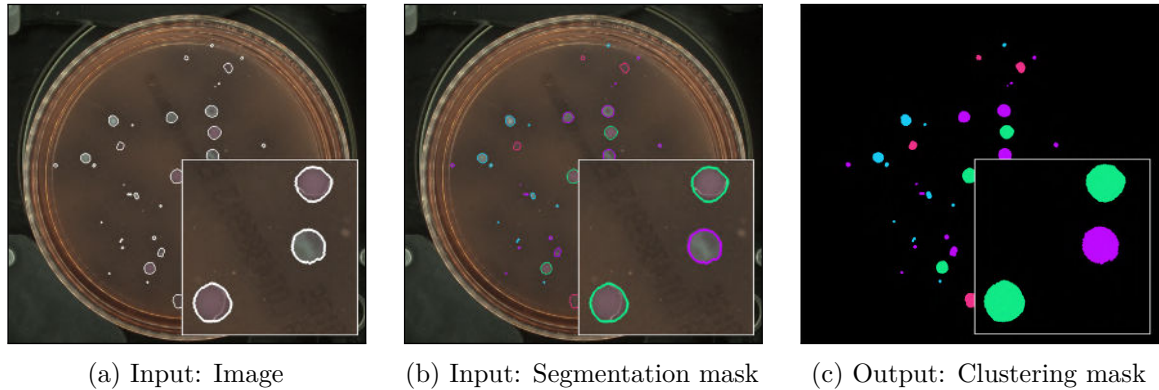 (a) Input: Image
(b) Input: Segmentation mask
(c) Output: Clustering mask